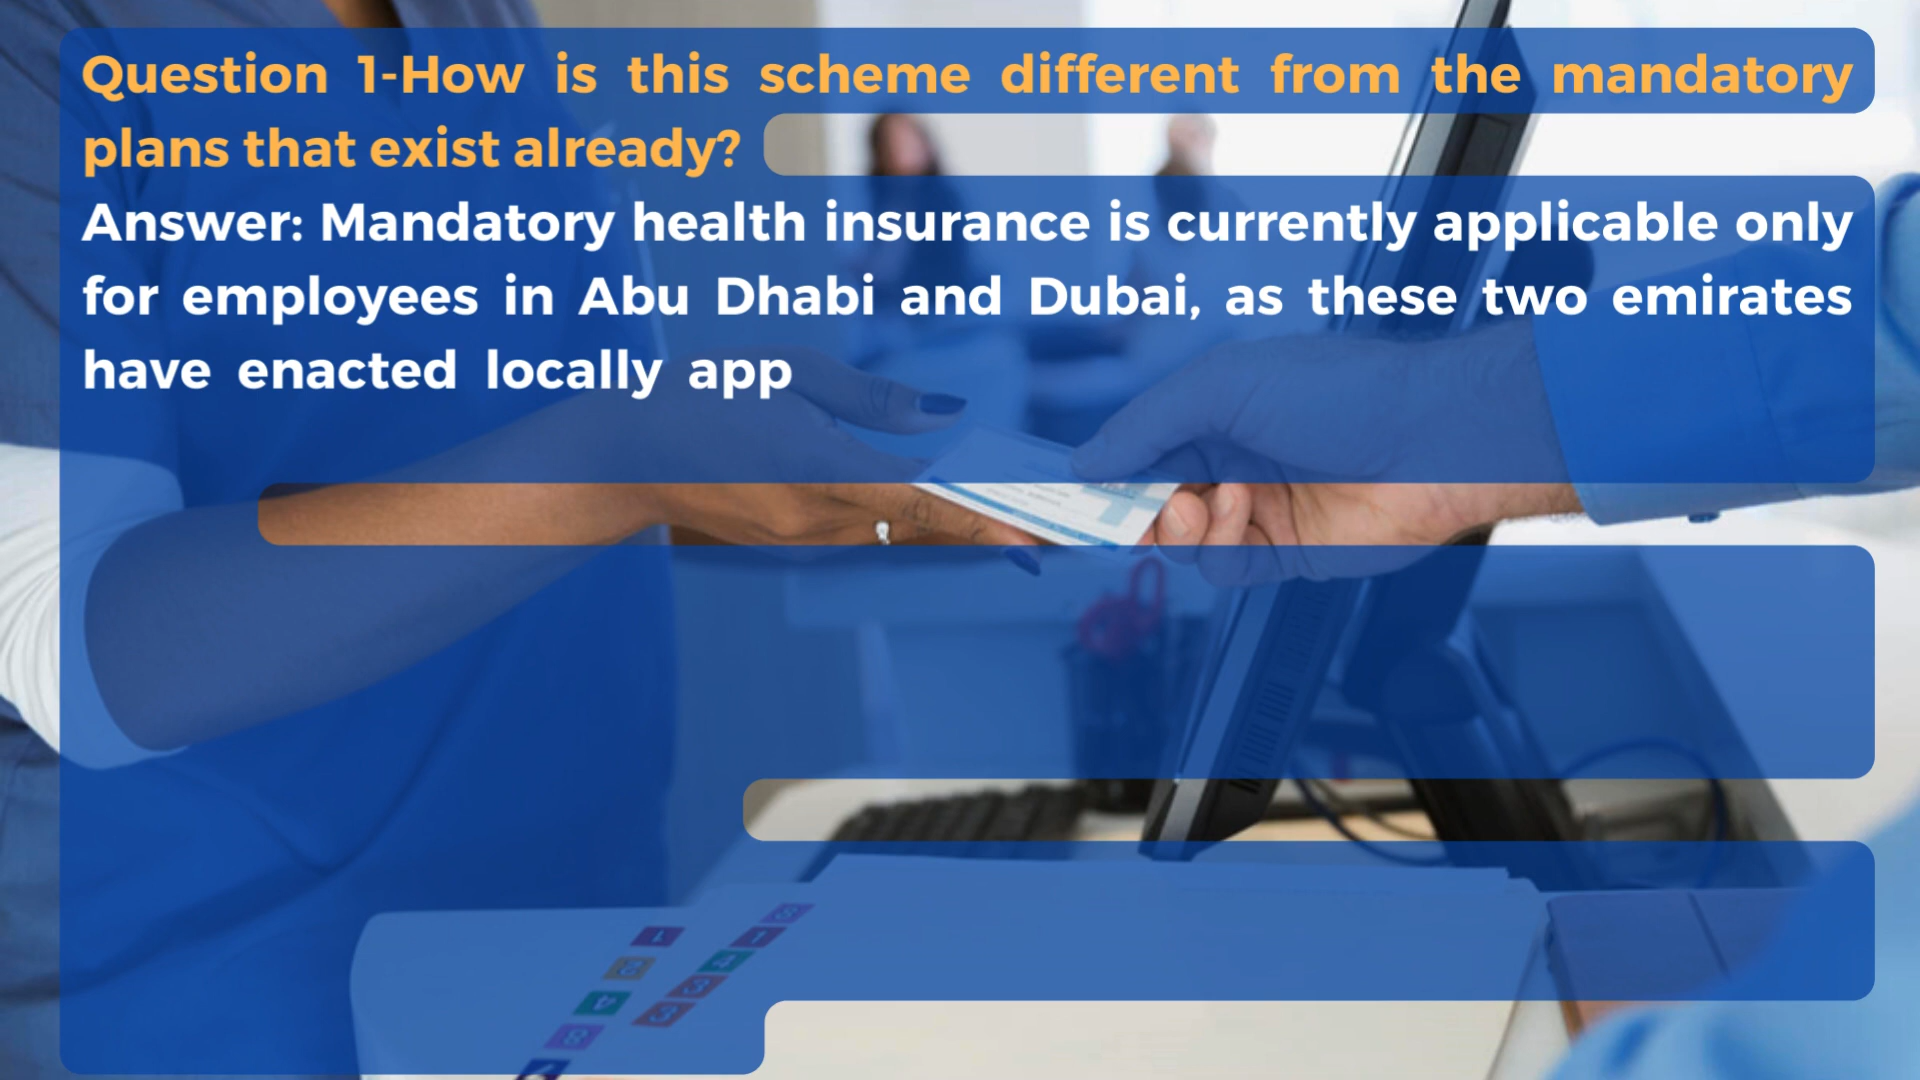 Question 1-How is this scheme different from the mandatory
plans that exist already?
Answer: Mandatory health insurance is currently applicable only
for employees in Abu Dhabi and Dubai, as these two emirates
have enacted locally app